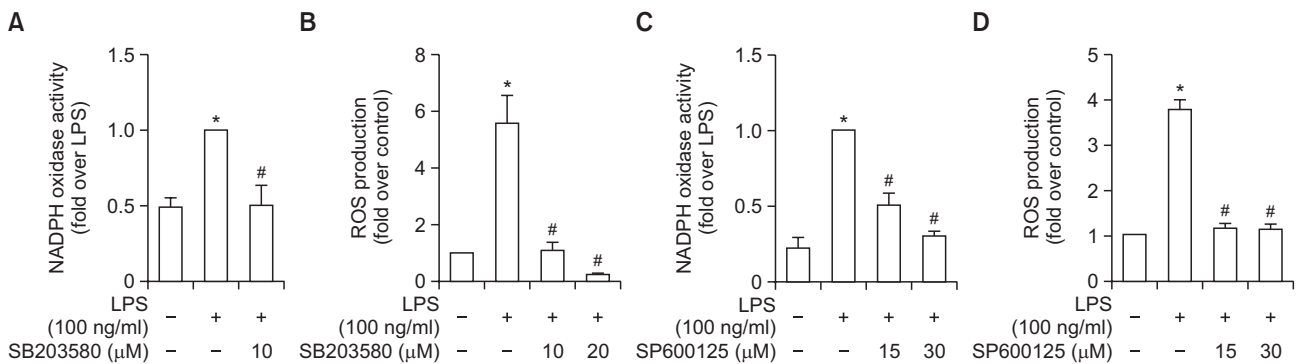 A
NADPH oxidase activity
(fold over LPS)
1.5
1.0
0.5
0
*
#
LPS
(100 ng/ml)
− + +
SB203580 (μM) − − 10
B
ROS production
(fold over control)
8
6
4
2
0
*
#
#
LPS
(100 ng/ml)
− + + +
SB203580 (μM) − − 10 20
C
NADPH oxidase activity
(fold over LPS)
1.5
1.0
0.5
0
*
#
#
LPS
(100 ng/ml)
− + + +
SP600125 (μM) − − 15 30
D
ROS production
(fold over control)
5
4
3
2
1
0
*
#
#
LPS
(100 ng/ml)
− + + +
SP600125 (μM) − − 15 30